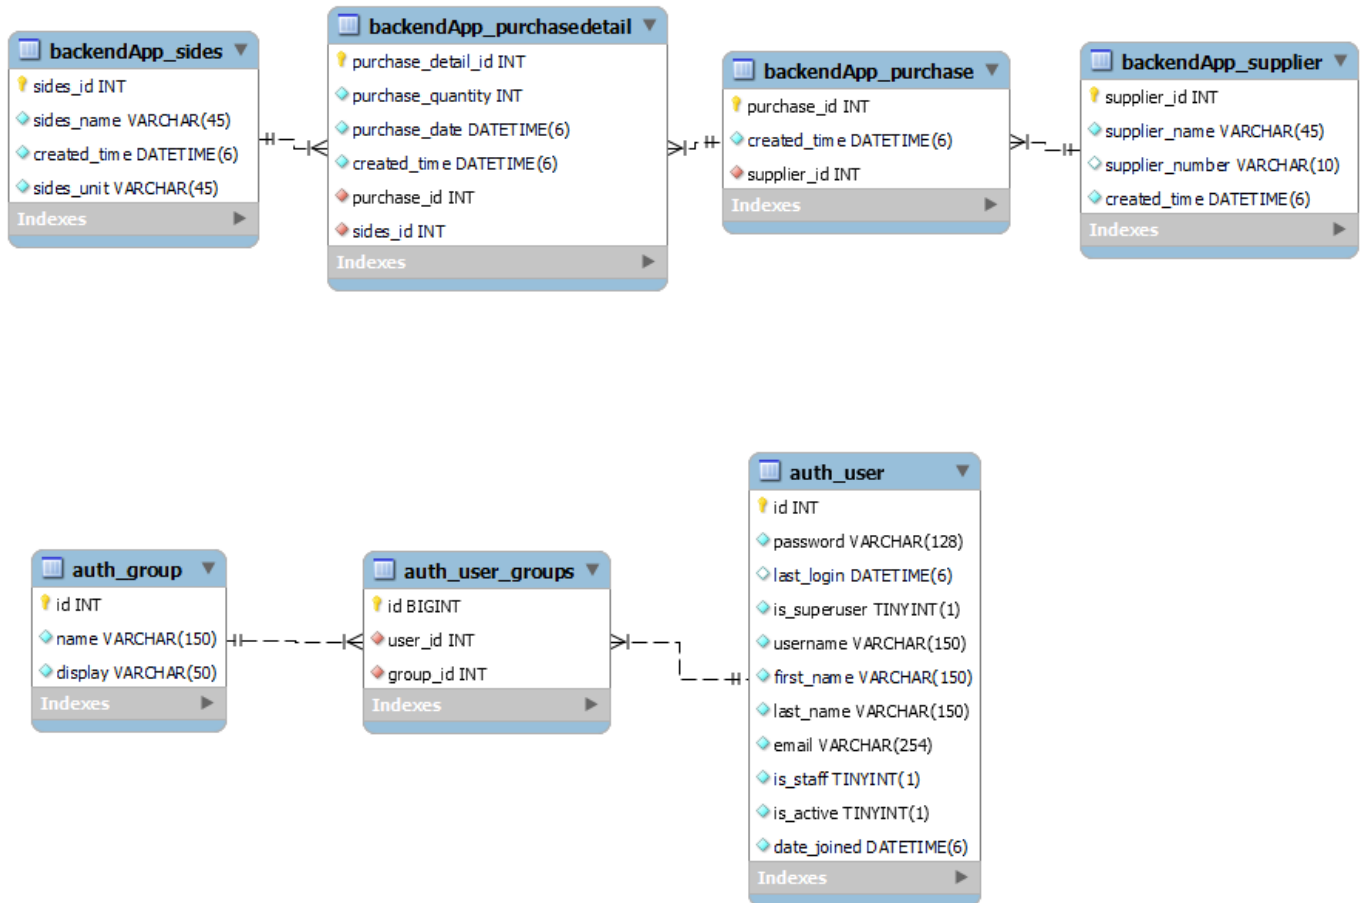 backendApp_sides
sides_id INT
sides_name VARCHAR(45)
created_time DATETIME(6)
sides_unit VARCHAR(45)
Indexes
backendApp_purchasedetail
purchase_detail_id INT
purchase_quantity INT
purchase_date DATETIME(6)
created_time DATETIME(6)
purchase_id INT
sides_id INT
Indexes
backendApp_purchase
purchase_id INT
created_time DATETIME(6)
supplier_id INT
Indexes
backendApp_supplier
supplier_id INT
supplier_name VARCHAR(45)
supplier_number VARCHAR(10)
created_time DATETIME(6)
Indexes
auth_group
id INT
name VARCHAR(150)
display VARCHAR(50)
Indexes
auth_user_groups
id BIGINT
user_id INT
group_id INT
Indexes
auth_user
id INT
password VARCHAR(128)
last_login DATETIME(6)
is_superuser TINYINT(1)
username VARCHAR(150)
first_name VARCHAR(150)
last_name VARCHAR(150)
email VARCHAR(254)
is_staff TINYINT(1)
is_active TINYINT(1)
date_joined DATETIME(6)
Indexes